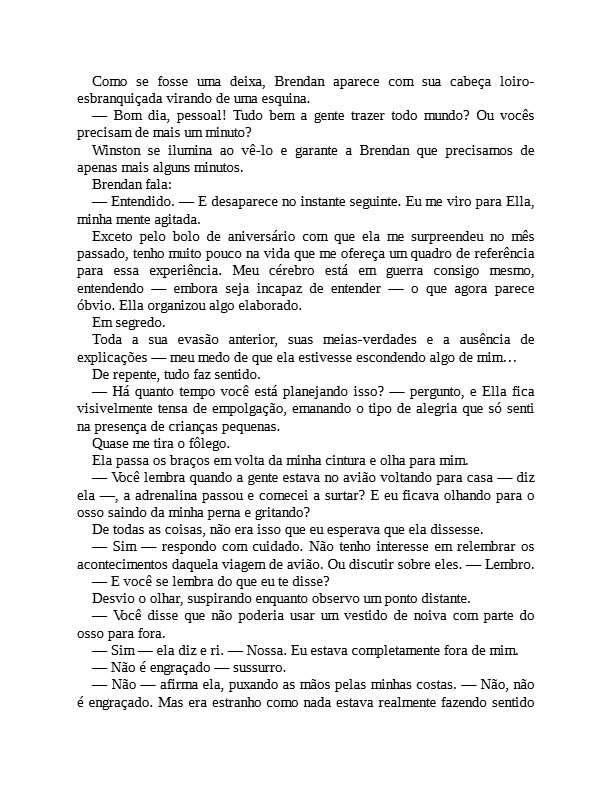 Como se fosse uma deixa, Brendan aparece com sua cabeça loiro-
esbranquiçada virando de uma esquina.
— Bom dia, pessoal! Tudo bem a gente trazer todo mundo? Ou vocês
precisam de mais um minuto?
Winston se ilumina ao vê-lo e garante a Brendan que precisamos de
apenas mais alguns minutos.
Brendan fala:
— Entendido. — E desaparece no instante seguinte. Eu me viro para Ella,
minha mente agitada.
Exceto pelo bolo de aniversário com que ela me surpreendeu no mês
passado, tenho muito pouco na vida que me ofereça um quadro de referência
para essa experiência. Meu cérebro está em guerra consigo mesmo,
entendendo — embora seja incapaz de entender — o que agora parece
óbvio. Ella organizou algo elaborado.
Em segredo.
Toda a sua evasão anterior, suas meias-verdades e a ausência de
explicações — meu medo de que ela estivesse escondendo algo de mim…
De repente, tudo faz sentido.
— Há quanto tempo você está planejando isso? — pergunto, e Ella fica
visivelmente tensa de empolgação, emanando o tipo de alegria que só senti
na presença de crianças pequenas.
Quase me tira o fôlego.
Ela passa os braços em volta da minha cintura e olha para mim.
— Você lembra quando a gente estava no avião voltando para casa — diz
ela —, a adrenalina passou e comecei a surtar? E eu ficava olhando para o
osso saindo da minha perna e gritando?
De todas as coisas, não era isso que eu esperava que ela dissesse.
— Sim — respondo com cuidado. Não tenho interesse em relembrar os
acontecimentos daquela viagem de avião. Ou discutir sobre eles. — Lembro.
— E você se lembra do que eu te disse?
Desvio o olhar, suspirando enquanto observo um ponto distante.
— Você disse que não poderia usar um vestido de noiva com parte do
osso para fora.
— Sim — ela diz e ri. — Nossa. Eu estava completamente fora de mim.
— Não é engraçado — sussurro.
— Não — afirma ela, puxando as mãos pelas minhas costas. — Não, não
é engraçado. Mas era estranho como nada estava realmente fazendo sentido